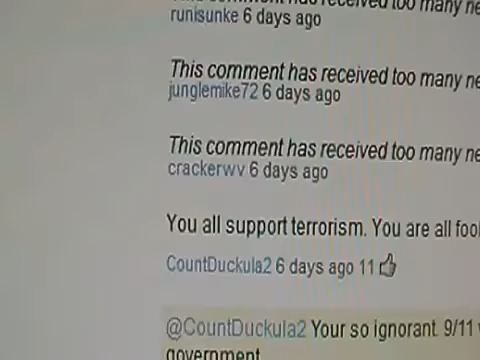 comment has received too many ne
runisunke 6 days ago
This comment has received too many ne
junglemike72 6 days ago
This comment has received too many ne
crackerwv 6 days ago
You all support terrorism. You are all fool
CountDuckula2 6 days ago 11
@CountDuckula2 Your so ignorant. 9/11
government